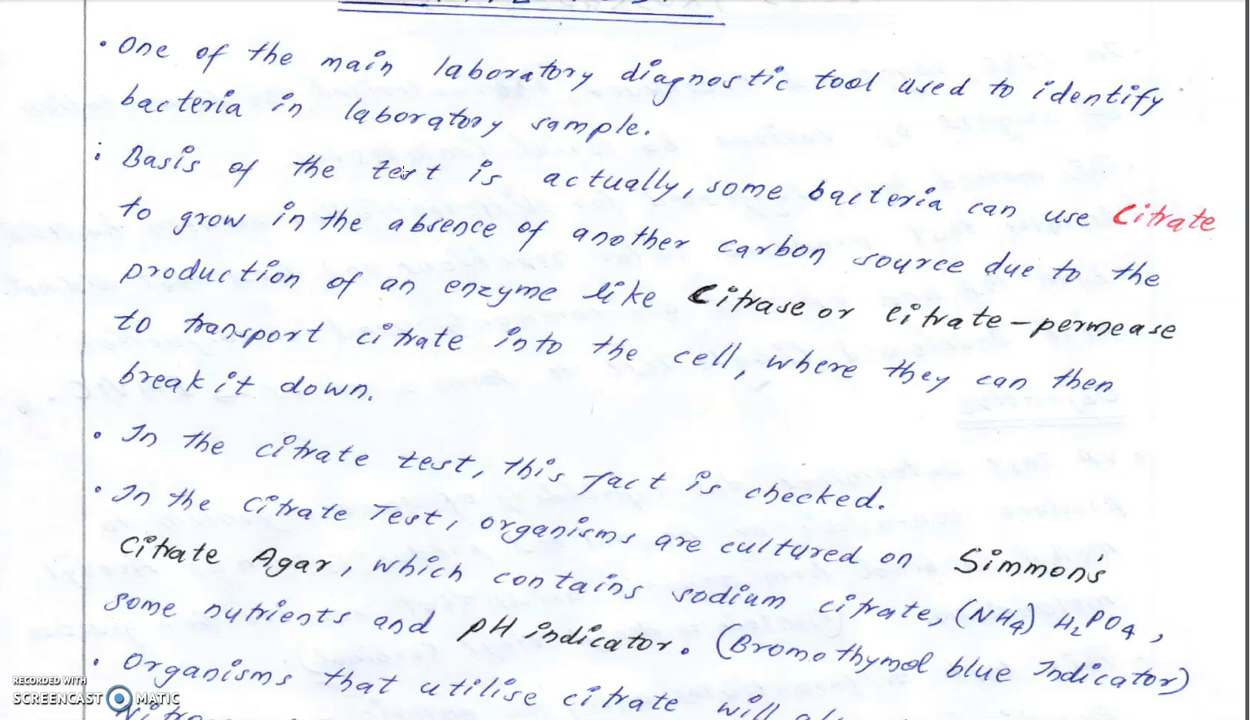 • One of the main laboratory diagnostic tool used to identify
bacteria in laboratory sample.
• Basis of the test is actually, some bacteria can use Citrate
to grow in the absence of another carbon source due to the
production of an enzyme like Citrase or Citrate-permease
to transport citrate into the cell, where they can then
break it down.
• In the citrate test, this fact is checked.
• In the Citrate Test, organisms are cultured on Simmon's
Citrate Agar, which contains sodium citrate, (NH4) H2PO4,
some nutrients and pH indicator. (Bromothymol blue Indicator)
• Organisms that utilise citrate will
RECORDED WITH
SCREENCAST MATIC